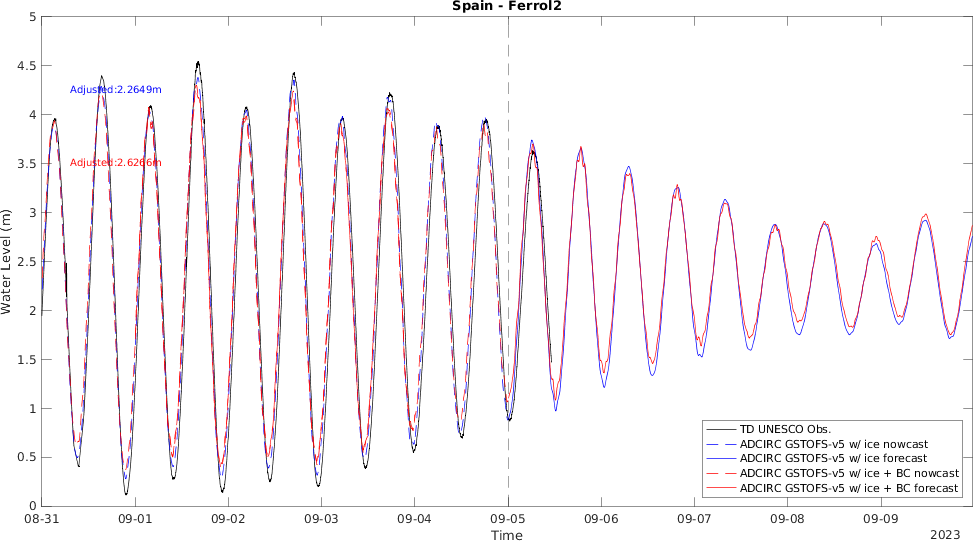 Spain - Ferrol2
5
4.5
4
3.5
3
2.5
2
1.5
1
0.5
0
Water Level (m)
Adjusted:2.2649m
Adjusted:2.6266m
TD UNESCO Obs.
ADCIRC GSTOFS-v5 w/ ice nowcast
ADCIRC GSTOFS-v5 w/ ice forecast
ADCIRC GSTOFS-v5 w/ ice + BC nowcast
ADCIRC GSTOFS-v5 w/ ice + BC forecast
08-31 09-01 09-02 09-03 09-04 09-05 09-06 09-07 09-08 09-09
Time
2023